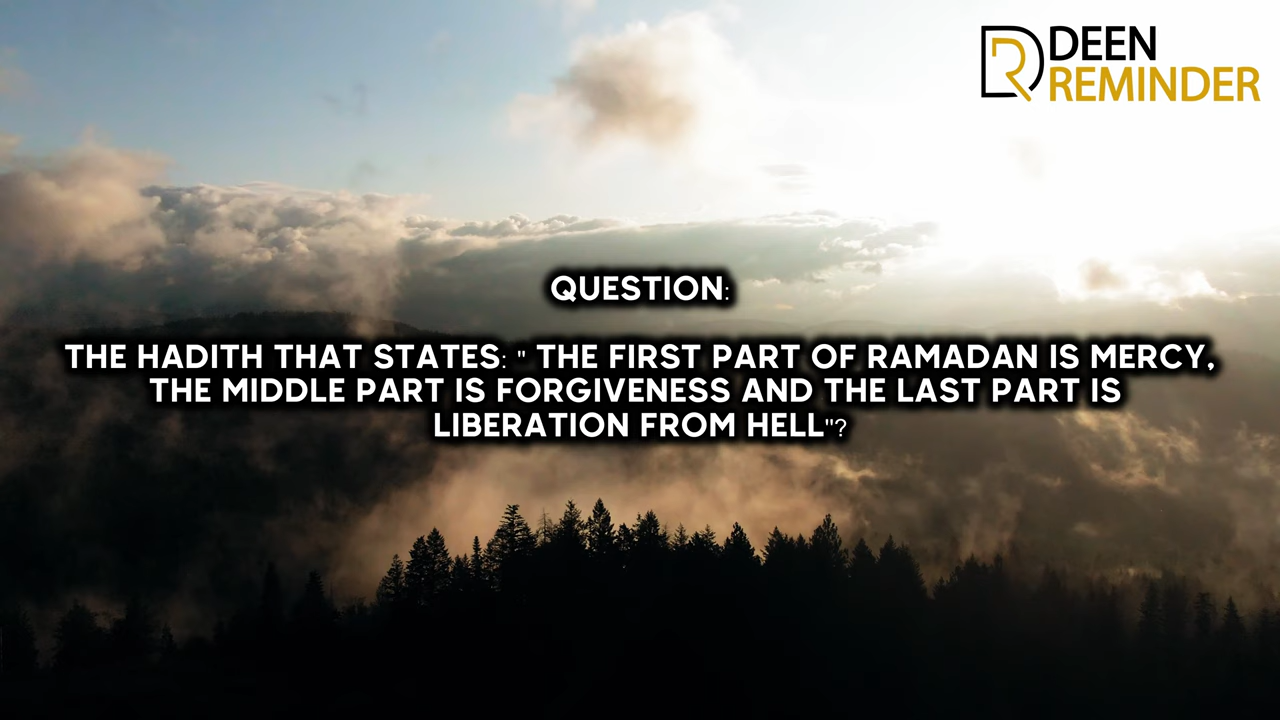 DEEN
REMINDER
QUESTION:
THE HADITH THAT STATES: " THE FIRST PART OF RAMADAN IS MERCY,
THE MIDDLE PART IS FORGIVENESS AND THE LAST PART IS
LIBERATION FROM HELL"?